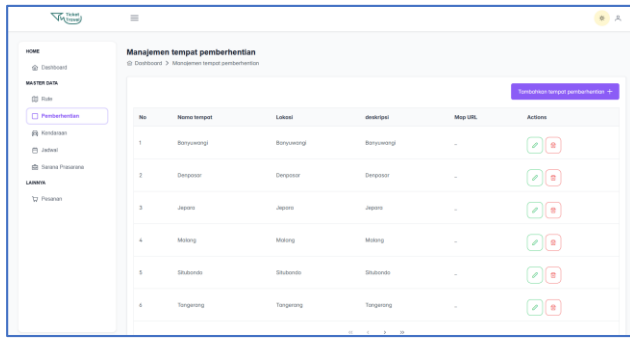 Ticket
Travel
HOME
Dashboard
MASTER DATA
Rute
Pemberhentian
Kendaraan
Jadwal
Sarana Prasarana
LAINNYA
Pesanan
Manajemen tempat pemberhentian
Dashboard > Manajemen tempat pemberhentian
Tambahkan tempat pemberhentian +
No Nama tempat Lokasi deskripsi Map URL Actions
1 Banyuwangi Banyuwangi Banyuwangi -
2 Denpasar Denpasar Denpasar -
3 Jepara Jepara Jepara -
4 Malang Malang Malang -
5 Situbondo Situbondo Situbondo -
6 Tangerang Tangerang Tangerang -
<< < 1 > >>